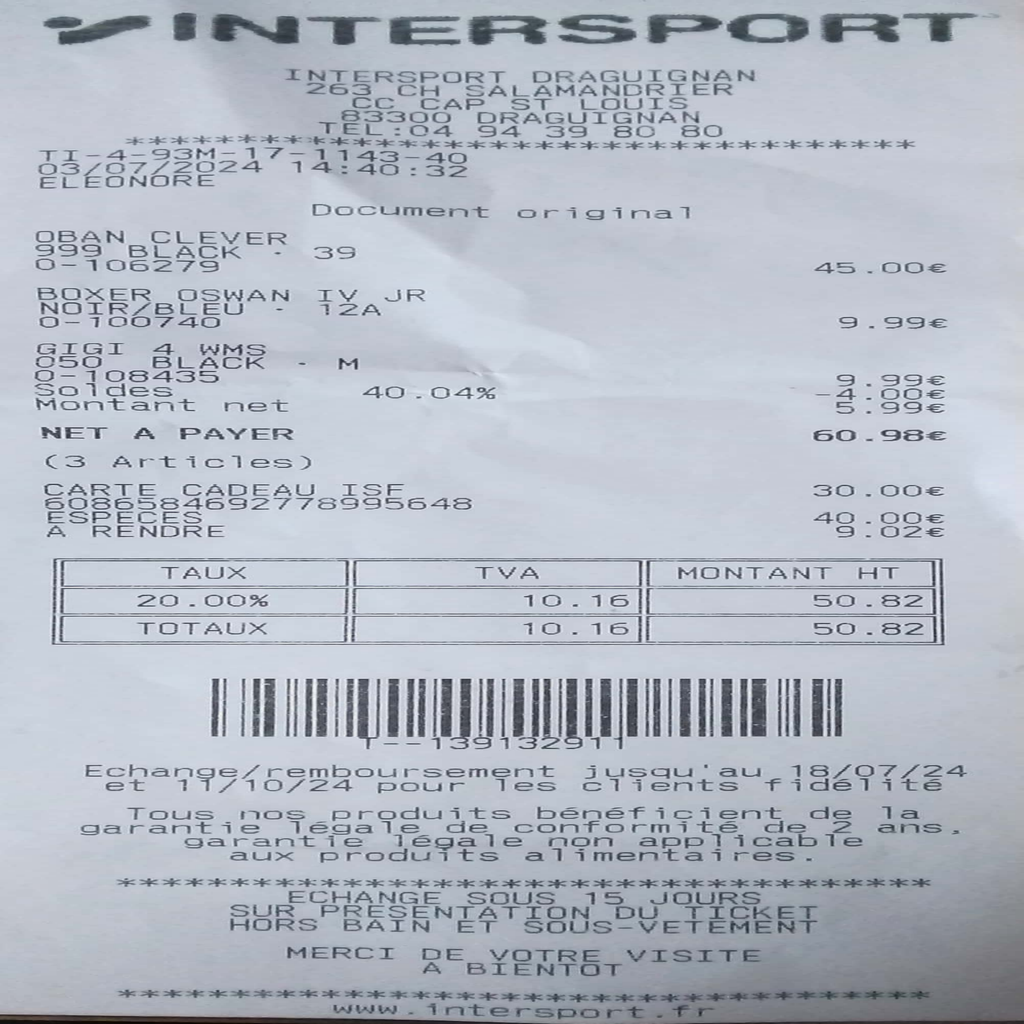 INTERSPORT
INTERSPORT DRAGUIGNAN
263 CH SALAMANDRIER
CC CAP ST LOUIS
83300 DRAGUIGNAN
TEL:04 94 39 80 80
***********************************
TI-4-93M-17-1143-40
03/07/2024 14:40:32
ELEONORE
Document original
OBAN CLEVER
999 BLACK - 39
O-106279 45.00€
BOXER OSWAN IV JR
NOIR/BLEU - 12A
O-100740 9.99€
GIGI 4 WMS
050 BLACK - M
O-108435 9.99€
Soldes 40.04% -4.00€
Montant net 5.99€
NET A PAYER 60.98€
(3 Articles)
CARTE CADEAU ISF 30.00€
6086584692778995648
ESPECES 40.00€
A RENDRE 9.02€
TAUX TVA MONTANT HT
20.00% 10.16 50.82
TOTAUX 10.16 50.82
T--139132911
Echange/remboursement jusqu'au 18/07/24
et 11/10/24 pour les clients fidélité
Tous nos produits bénéficient de la
garantie légale de conformité de 2 ans,
garantie légale non applicable
aux produits alimentaires.
***********************************
ECHANGE SOUS 15 JOURS
SUR PRESENTATION DU TICKET
HORS BAIN ET SOUS-VETEMENT
MERCI DE VOTRE VISITE
A BIENTOT
***********************************
www.intersport.fr